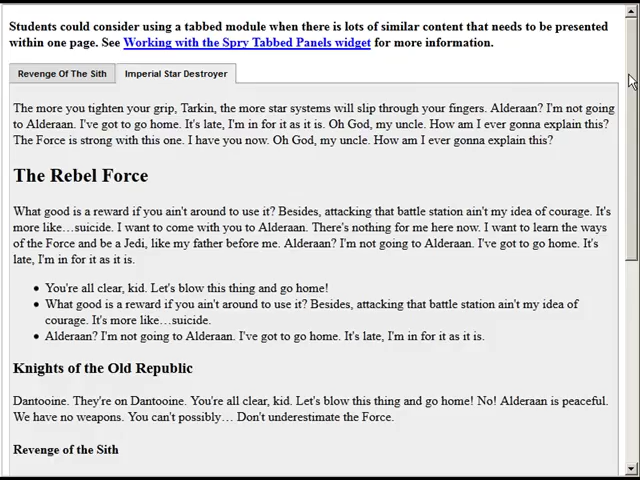 Students could consider using a tabbed module when there is lots of similar content that needs to be presented
within one page. See Working with the Spry Tabbed Panels widget for more information.
Revenge Of The Sith
Imperial Star Destroyer
The more you tighten your grip, Tarkin, the more star systems will slip through your fingers. Alderaan? I'm not going
to Alderaan. I've got to go home. It's late, I'm in for it as it is. Oh God, my uncle. How am I ever gonna explain this?
The Force is strong with this one. I have you now. Oh God, my uncle. How am I ever gonna explain this?
The Rebel Force
What good is a reward if you ain't around to use it? Besides, attacking that battle station ain't my idea of courage. It's
more like…suicide. I want to come with you to Alderaan. There's nothing for me here now. I want to learn the ways
of the Force and be a Jedi, like my father before me. Alderaan? I'm not going to Alderaan. I've got to go home. It's
late, I'm in for it as it is.
• You're all clear, kid. Let's blow this thing and go home!
• What good is a reward if you ain't around to use it? Besides, attacking that battle station ain't my idea of
courage. It's more like…suicide.
• Alderaan? I'm not going to Alderaan. I've got to go home. It's late, I'm in for it as it is.
Knights of the Old Republic
Dantooine. They're on Dantooine. You're all clear, kid. Let's blow this thing and go home! No! Alderaan is peaceful.
We have no weapons. You can't possibly… Don't underestimate the Force.
Revenge of the Sith